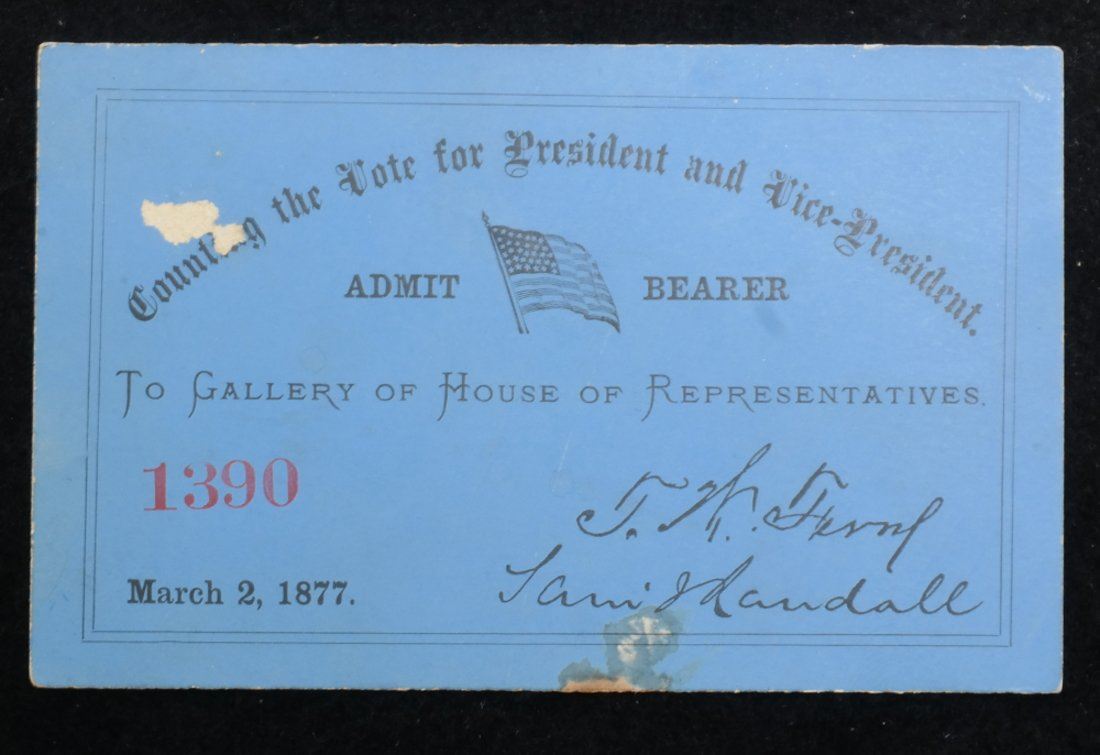 Counting the Vote for President and Vice-President.
ADMIT BEARER
To Gallery of House of Representatives.
1390
T. W. Ferry
March 2, 1877.
Sam J Randall